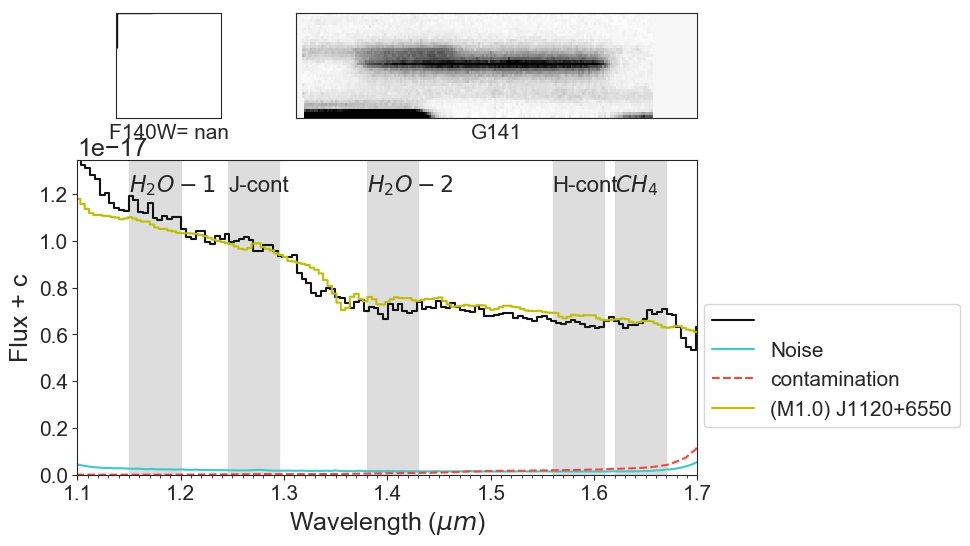 F140W= nan
G141
1e−17
H₂O − 1 J-cont H₂O − 2 H-cont CH₄
1.2
1.0
0.8
0.6
0.4
0.2
0.0
Flux + c
1.1 1.2 1.3 1.4 1.5 1.6 1.7
Wavelength (μm)
Noise
contamination
(M1.0) J1120+6550